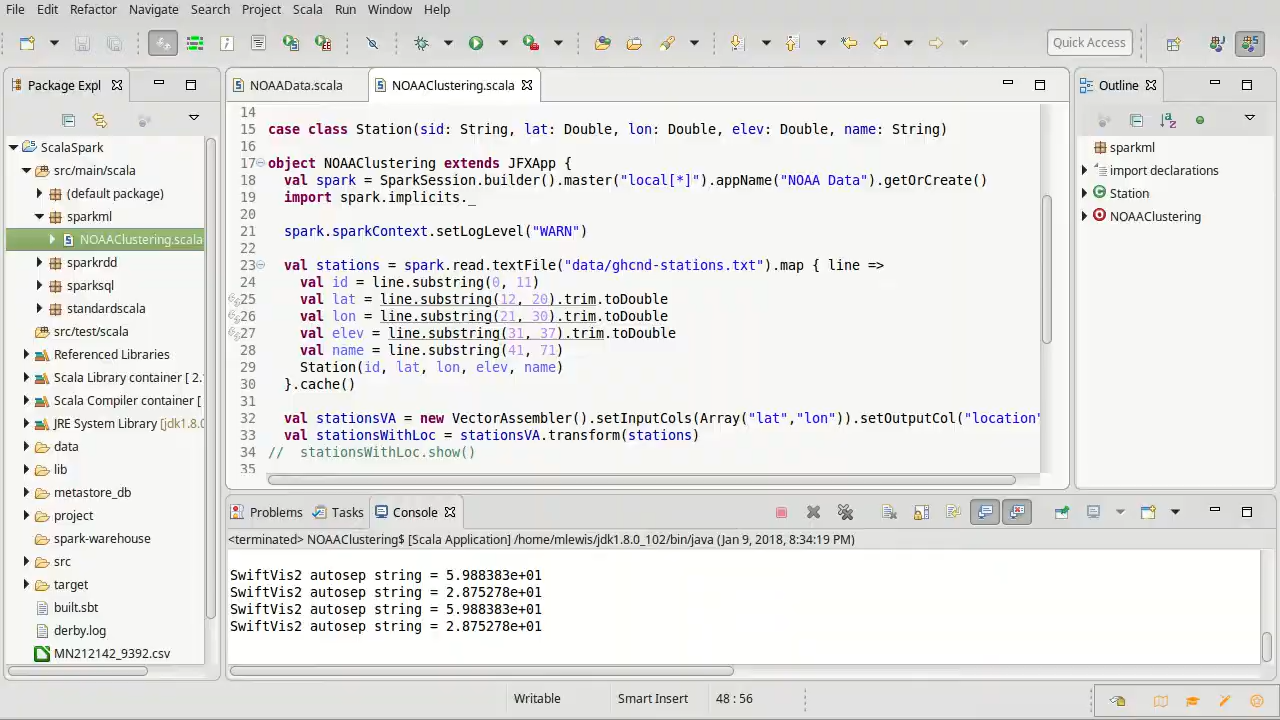 File Edit Refactor Navigate Search Project Scala Run Window Help
Quick Access
Package Expl
NOAAData.scala
NOAAClustering.scala
Outline
ScalaSpark
src/main/scala
(default package)
sparkml
NOAAClustering.scala
sparkrdd
sparksql
standardscala
src/test/scala
Referenced Libraries
Scala Library container [ 2.
Scala Compiler container [
JRE System Library [jdk1.8.0
data
lib
metastore_db
project
spark-warehouse
src
target
built.sbt
derby.log
MN212142_9392.csv
14
15 case class Station(sid: String, lat: Double, lon: Double, elev: Double, name: String)
16
17 object NOAAClustering extends JFXApp {
18 val spark = SparkSession.builder().master("local[*]").appName("NOAA Data").getOrCreate()
19 import spark.implicits._
20
21 spark.sparkContext.setLogLevel("WARN")
22
23 val stations = spark.read.textFile("data/ghcnd-stations.txt").map { line =>
24 val id = line.substring(0, 11)
25 val lat = line.substring(12, 20).trim.toDouble
26 val lon = line.substring(21, 30).trim.toDouble
27 val elev = line.substring(31, 37).trim.toDouble
28 val name = line.substring(41, 71)
29 Station(id, lat, lon, elev, name)
30 }.cache()
31
32 val stationsVA = new VectorAssembler().setInputCols(Array("lat","lon")).setOutputCol("location"
33 val stationsWithLoc = stationsVA.transform(stations)
34 // stationsWithLoc.show()
35
sparkml
import declarations
Station
NOAAClustering
Problems Tasks Console
<terminated> NOAAClustering$ [Scala Application] /home/mlewis/jdk1.8.0_102/bin/java (Jan 9, 2018, 8:34:19 PM)
SwiftVis2 autosep string = 5.988383e+01
SwiftVis2 autosep string = 2.875278e+01
SwiftVis2 autosep string = 5.988383e+01
SwiftVis2 autosep string = 2.875278e+01
Writable
Smart Insert
48 : 56